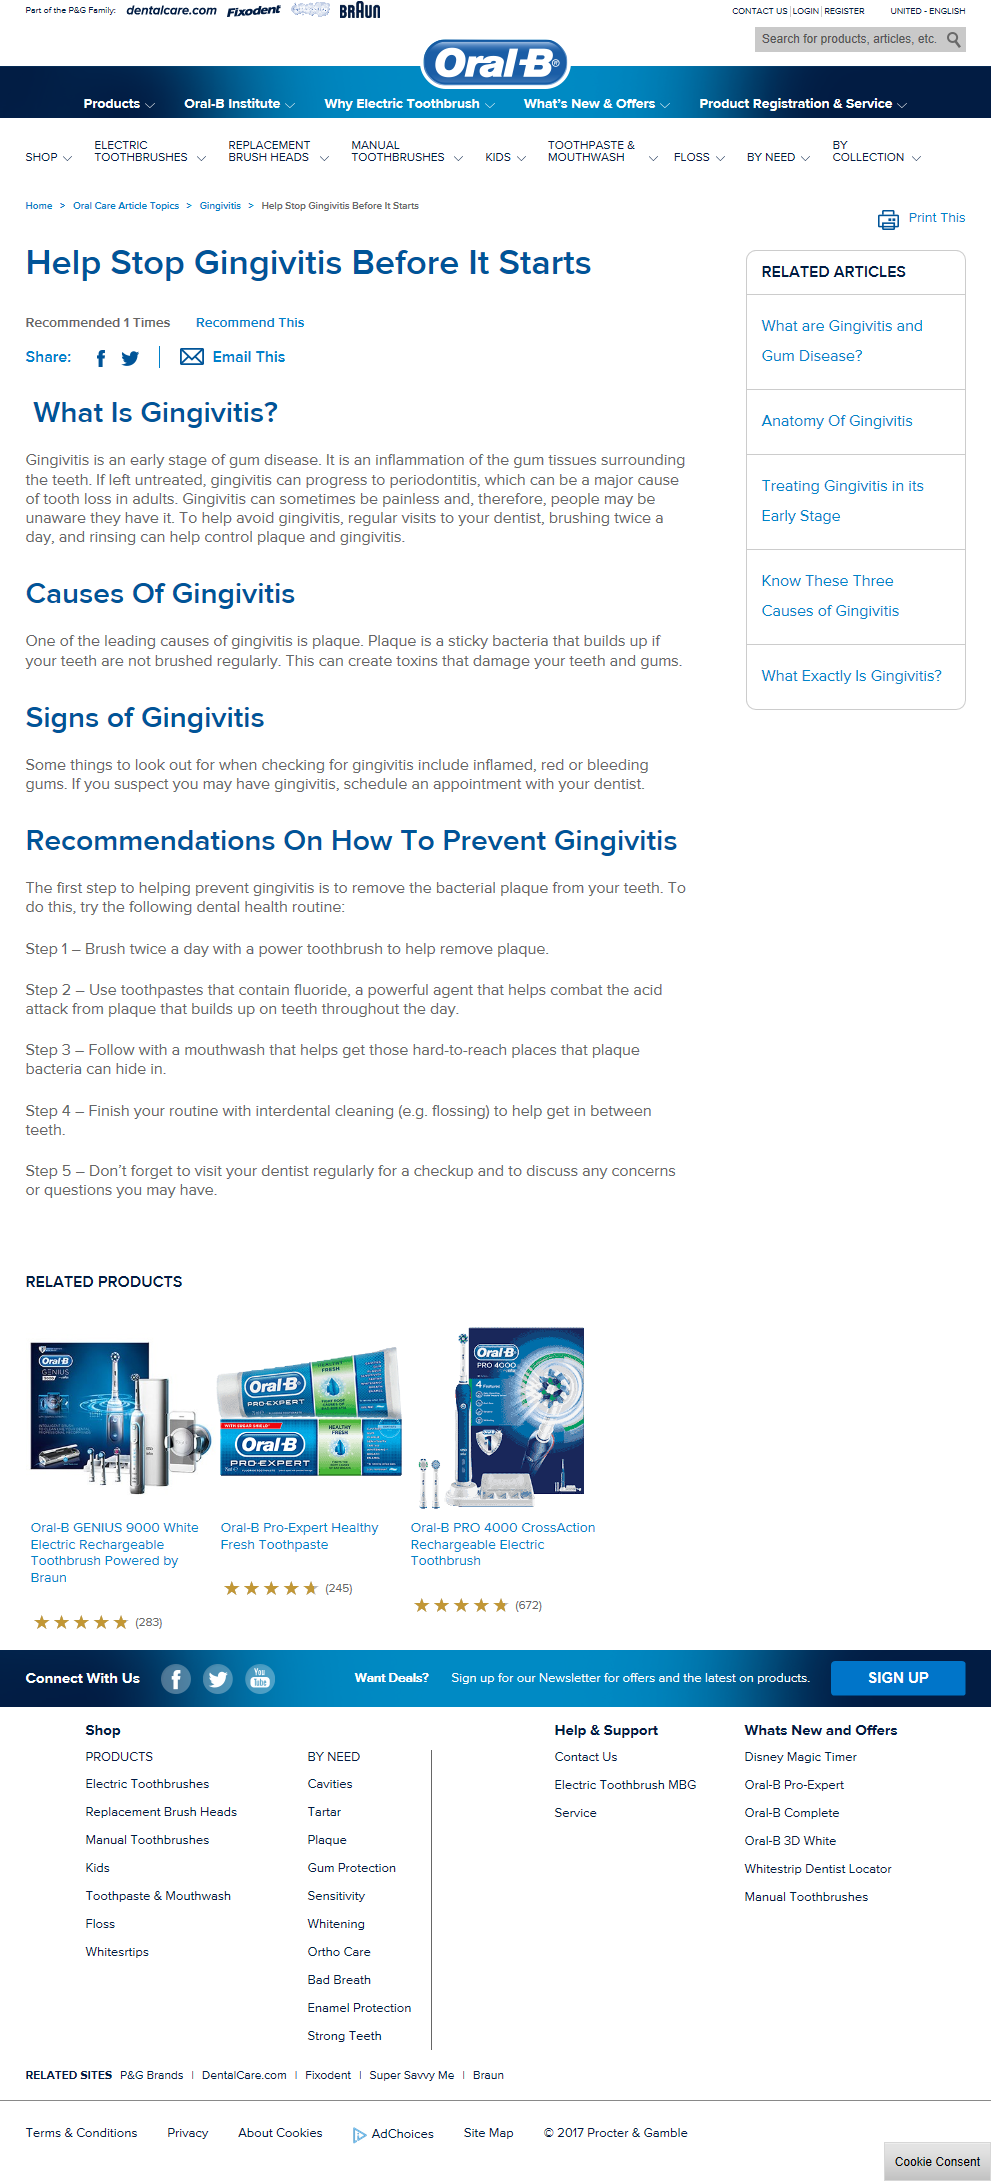 Part of the P&G Family: dentalcare.com Fixodent BRAUN
CONTACT US | LOGIN | REGISTER UNITED - ENGLISH
Search for products, articles, etc.
Oral-B®
Products Oral-B Institute Why Electric Toothbrush What's New & Offers Product Registration & Service
SHOP ELECTRIC TOOTHBRUSHES REPLACEMENT BRUSH HEADS MANUAL TOOTHBRUSHES KIDS TOOTHPASTE & MOUTHWASH FLOSS BY NEED BY COLLECTION
Home > Oral Care Article Topics > Gingivitis > Help Stop Gingivitis Before It Starts
Print This
Help Stop Gingivitis Before It Starts
Recommended 1 Times Recommend This
Share: Email This
What Is Gingivitis?
Gingivitis is an early stage of gum disease. It is an inflammation of the gum tissues surrounding
the teeth. If left untreated, gingivitis can progress to periodontitis, which can be a major cause
of tooth loss in adults. Gingivitis can sometimes be painless and, therefore, people may be
unaware they have it. To help avoid gingivitis, regular visits to your dentist, brushing twice a
day, and rinsing can help control plaque and gingivitis.
Causes Of Gingivitis
One of the leading causes of gingivitis is plaque. Plaque is a sticky bacteria that builds up if
your teeth are not brushed regularly. This can create toxins that damage your teeth and gums.
Signs of Gingivitis
Some things to look out for when checking for gingivitis include inflamed, red or bleeding
gums. If you suspect you may have gingivitis, schedule an appointment with your dentist.
Recommendations On How To Prevent Gingivitis
The first step to helping prevent gingivitis is to remove the bacterial plaque from your teeth. To
do this, try the following dental health routine:
Step 1 – Brush twice a day with a power toothbrush to help remove plaque.
Step 2 – Use toothpastes that contain fluoride, a powerful agent that helps combat the acid
attack from plaque that builds up on teeth throughout the day.
Step 3 – Follow with a mouthwash that helps get those hard-to-reach places that plaque
bacteria can hide in.
Step 4 – Finish your routine with interdental cleaning (e.g. flossing) to help get in between
teeth.
Step 5 – Don't forget to visit your dentist regularly for a checkup and to discuss any concerns
or questions you may have.
RELATED ARTICLES
What are Gingivitis and
Gum Disease?
Anatomy Of Gingivitis
Treating Gingivitis in its
Early Stage
Know These Three
Causes of Gingivitis
What Exactly Is Gingivitis?
RELATED PRODUCTS
Oral-B
GENIUS
Oral-B
PRO-EXPERT
HEALTHY
FRESH
WITH SUGAR SHIELD
Oral-B
PRO-EXPERT
HEALTHY
FRESH
Oral-B
PRO 4000
Oral-B GENIUS 9000 White
Electric Rechargeable
Toothbrush Powered by
Braun
(283)
Oral-B Pro-Expert Healthy
Fresh Toothpaste
(245)
Oral-B PRO 4000 CrossAction
Rechargeable Electric
Toothbrush
(672)
Connect With Us You Tube Want Deals? Sign up for our Newsletter for offers and the latest on products. SIGN UP
Shop
PRODUCTS
Electric Toothbrushes
Replacement Brush Heads
Manual Toothbrushes
Kids
Toothpaste & Mouthwash
Floss
Whitesrtips
BY NEED
Cavities
Tartar
Plaque
Gum Protection
Sensitivity
Whitening
Ortho Care
Bad Breath
Enamel Protection
Strong Teeth
Help & Support
Contact Us
Electric Toothbrush MBG
Service
Whats New and Offers
Disney Magic Timer
Oral-B Pro-Expert
Oral-B Complete
Oral-B 3D White
Whitestrip Dentist Locator
Manual Toothbrushes
RELATED SITES P&G Brands | DentalCare.com | Fixodent | Super Savvy Me | Braun
Terms & Conditions Privacy About Cookies AdChoices Site Map © 2017 Procter & Gamble
Cookie Consent